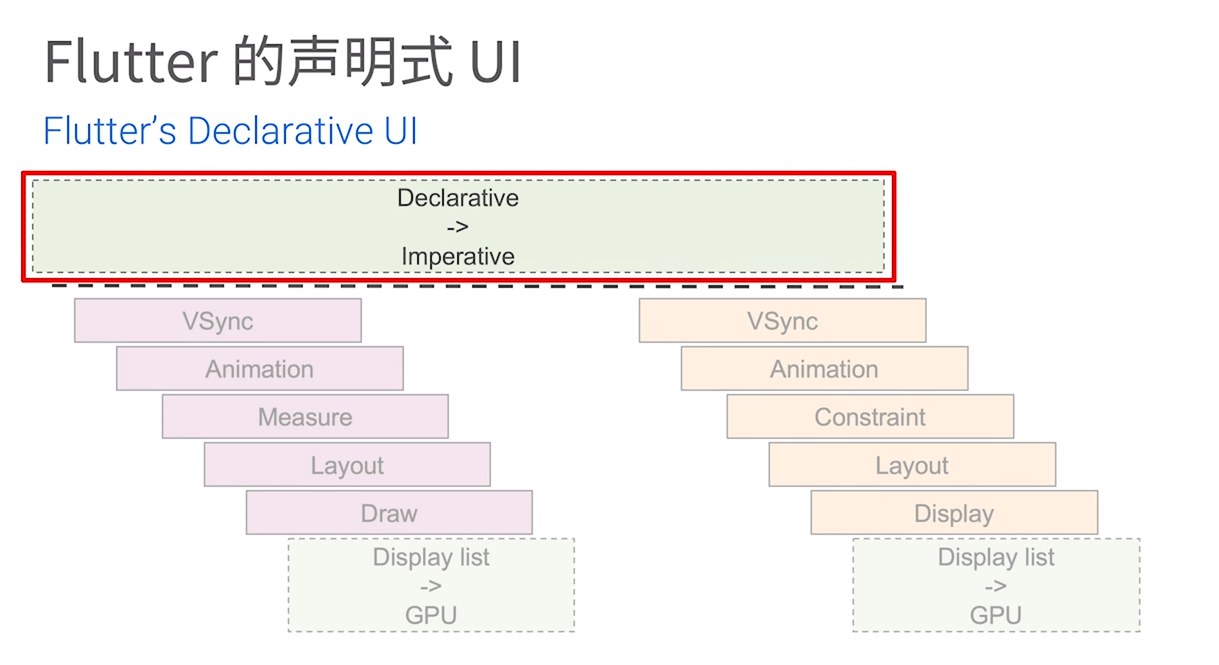 Flutter 的声明式 UI
Flutter’s Declarative UI
Declarative
->
Imperative
VSync
Animation
Measure
Layout
Draw
Display list
->
GPU
VSync
Animation
Constraint
Layout
Display
Display list
->
GPU